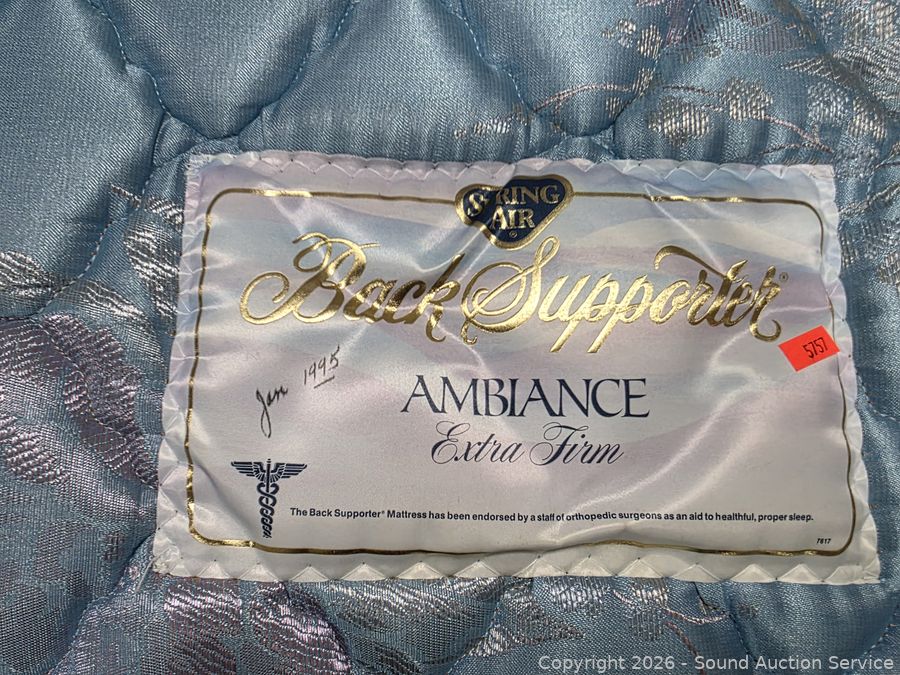 SPRING
AIR
®
Back Supporter®
5757
Jan 1995
AMBIANCE
Extra Firm
The Back Supporter® Mattress has been endorsed by a staff of orthopedic surgeons as an aid to healthful, proper sleep.
7617
Copyright 2026 - Sound Auction Service